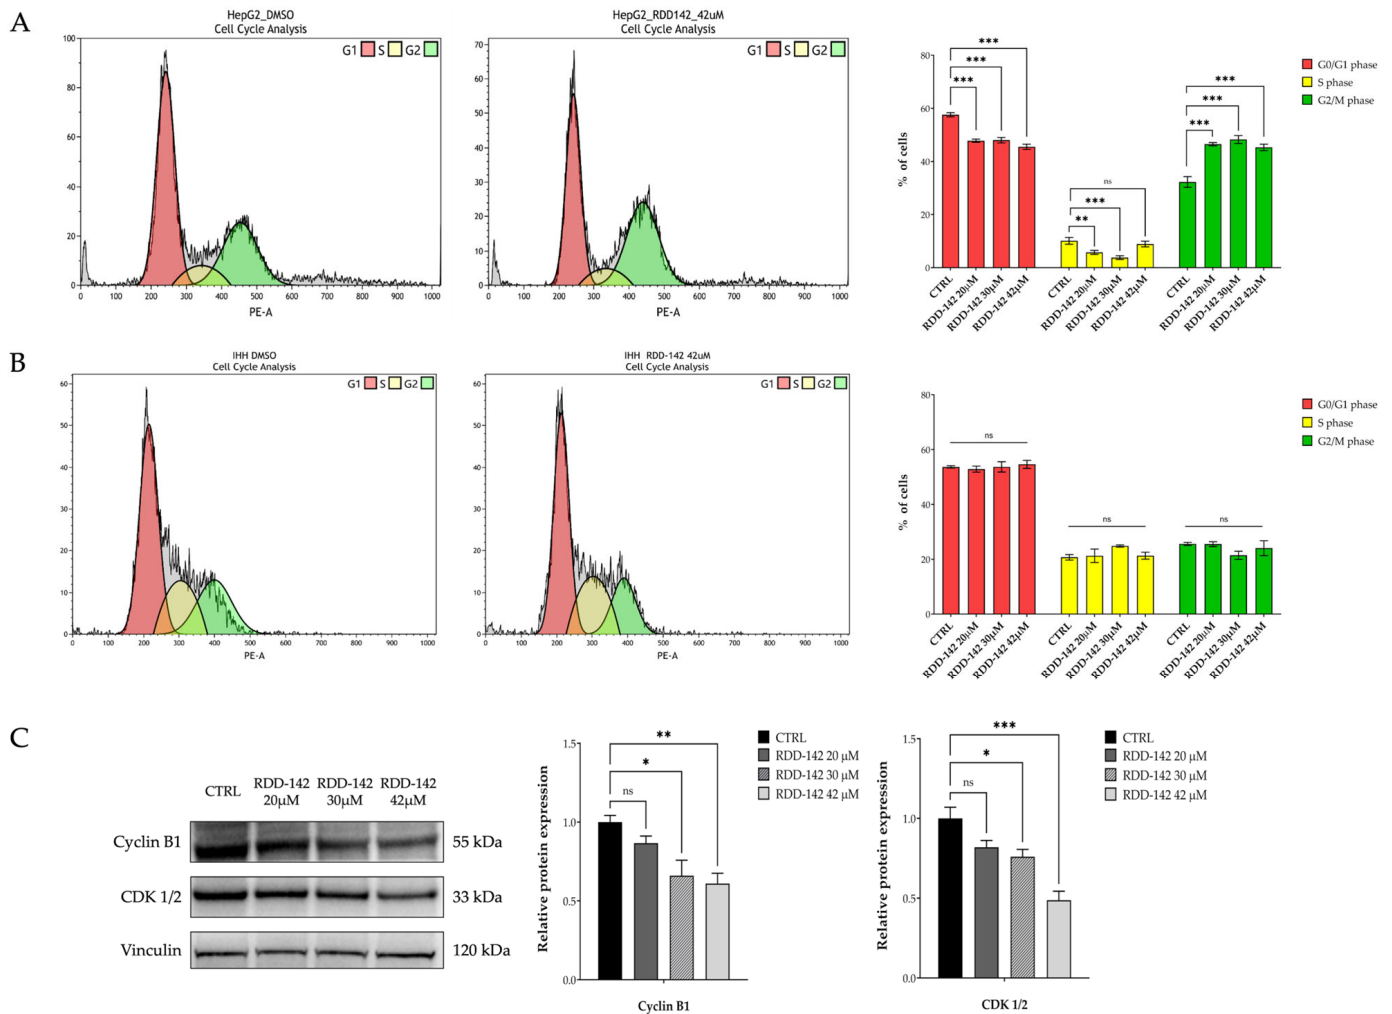 A
HepG2_DMSO
Cell Cycle Analysis
G1 S G2
100
80
60
40
20
0
0 100 200 300 400 500 600 700 800 900 1000
PE-A
HepG2_RDD142_42uM
Cell Cycle Analysis
G1 S G2
70
60
50
40
30
20
10
0
0 100 200 300 400 500 600 700 800 900 1000
PE-A
% of cells
80
60
40
20
0
*** *** ***
** *** ns
*** *** ***
CTRL
RDD-142 20μM
RDD-142 30μM
RDD-142 42μM
CTRL
RDD-142 20μM
RDD-142 30μM
RDD-142 42μM
CTRL
RDD-142 20μM
RDD-142 30μM
RDD-142 42μM
G0/G1 phase
S phase
G2/M phase
B
IHH DMSO
Cell Cycle Analysis
G1 S G2
60
50
40
30
20
10
0
0 100 200 300 400 500 600 700 800 900 1000
PE-A
IHH RDD-142 42uM
Cell Cycle Analysis
G1 S G2
60
50
40
30
20
10
0
0 100 200 300 400 500 600 700 800 900 1000
PE-A
% of cells
80
60
40
20
0
ns
ns
ns
CTRL
RDD-142 20μM
RDD-142 30μM
RDD-142 42μM
CTRL
RDD-142 20μM
RDD-142 30μM
RDD-142 42μM
CTRL
RDD-142 20μM
RDD-142 30μM
RDD-142 42μM
G0/G1 phase
S phase
G2/M phase
C
CTRL RDD-142 RDD-142 RDD-142
20μM 30μM 42μM
Cyclin B1 55 kDa
CDK 1/2 33 kDa
Vinculin 120 kDa
Relative protein expression
1.5
1.0
0.5
0.0
ns
*
**
Cyclin B1
CTRL
RDD-142 20 μM
RDD-142 30 μM
RDD-142 42 μM
Relative protein expression
1.5
1.0
0.5
0.0
ns
*
***
CDK 1/2
CTRL
RDD-142 20 μM
RDD-142 30 μM
RDD-142 42 μM